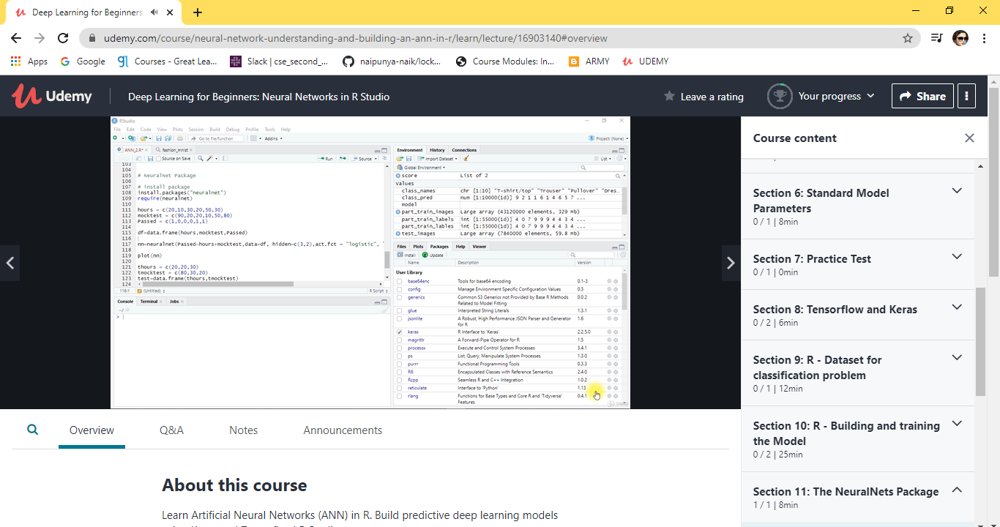 Deep Learning for Beginners
udemy.com/course/neural-network-understanding-and-building-an-ann-in-r/learn/lecture/16903140#overview
Apps Google Courses - Great Lea... Slack | cse_second_... naipunya-naik/lock... Course Modules: In... ARMY UDEMY
Udemy Deep Learning for Beginners: Neural Networks in R Studio Leave a rating Your progress Share
RStudio
File Edit Code View Plots Session Build Debug Profile Tools Help
Go to file/function Addins Project: (None)
ANN_2.R* fashion_mnist
Source on Save Run Source
103
104
105 # NeuralNet Package
106
107 # install package
108 install.packages("neuralnet")
109 require(neuralnet)
110
111 hours = c(20,10,30,20,50,30)
112 mocktest = c(90,20,20,10,50,80)
113 Passed = c(1,0,0,0,1,1)
114
115 df=data.frame(hours,mocktest,Passed)
116
117 nn=neuralnet(Passed~hours+mocktest,data=df, hidden=c(3,2),act.fct = "logistic",
118
119 plot(nn)
120
121 thours = c(20,20,30)
122 tmocktest = c(80,30,20)
123 test=data.frame(thours,tmocktest)
124
116:1 (Untitled) R Script
Console Terminal Jobs
~/
>
Environment History Connections
Import Dataset List
Global Environment
score List of 2
values
class_names chr [1:10] "T-shirt/top" "Trouser" "Pullover" "Dres…
class_pred num [1:10000(1d)] 9 2 1 1 6 1 4 6 5 7 ...
model
part_train_images Large array (43120000 elements, 329 Mb)
part_train_labels int [1:55000(1d)] 4 0 7 9 9 9 4 4 3 4 ...
part_train_lables int [1:55000(1d)] 4 0 7 9 9 9 4 4 3 4 ...
test_images Large array (7840000 elements, 59.8 Mb)
Files Plots Packages Help Viewer
Install Update
Name Description Version
User Library
base64enc Tools for base64 encoding 0.1-3
config Manage Environment Specific Configuration Values 0.3
generics Common S3 Generics not Provided by Base R Methods 0.0.2
Related to Model Fitting
glue Interpreted String Literals 1.3.1
jsonlite A Robust, High Performance JSON Parser and Generator 1.6
for R
keras R Interface to 'Keras' 2.2.5.0
magrittr A Forward-Pipe Operator for R 1.5
processx Execute and Control System Processes 3.4.1
ps List, Query, Manipulate System Processes 1.3.0
purrr Functional Programming Tools 0.3.3
R6 Encapsulated Classes with Reference Semantics 2.4.0
Rcpp Seamless R and C++ Integration 1.0.2
reticulate Interface to 'Python' 1.13
rlang Functions for Base Types and Core R and 'Tidyverse' 0.4.1
Features
Course content
Section 6: Standard Model
Parameters
0 / 1 | 8min
Section 7: Practice Test
0 / 1 | 0min
Section 8: Tensorflow and Keras
0 / 2 | 6min
Section 9: R - Dataset for
classification problem
0 / 1 | 12min
Section 10: R - Building and training
the Model
0 / 2 | 25min
Section 11: The NeuralNets Package
1 / 1 | 8min
Overview Q&A Notes Announcements
About this course
Learn Artificial Neural Networks (ANN) in R. Build predictive deep learning models